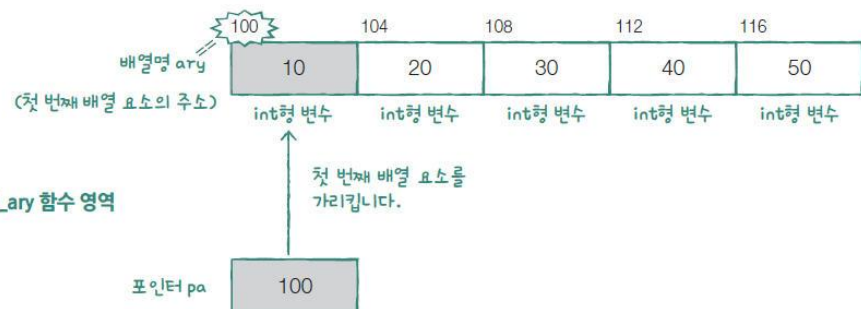 100 104 108 112 116
배열명 ary 10 20 30 40 50
(첫 번째 배열 요소의 주소) int형 변수 int형 변수 int형 변수 int형 변수 int형 변수
첫 번째 배열 요소를
가리킵니다.
_ary 함수 영역
포인터 pa 100